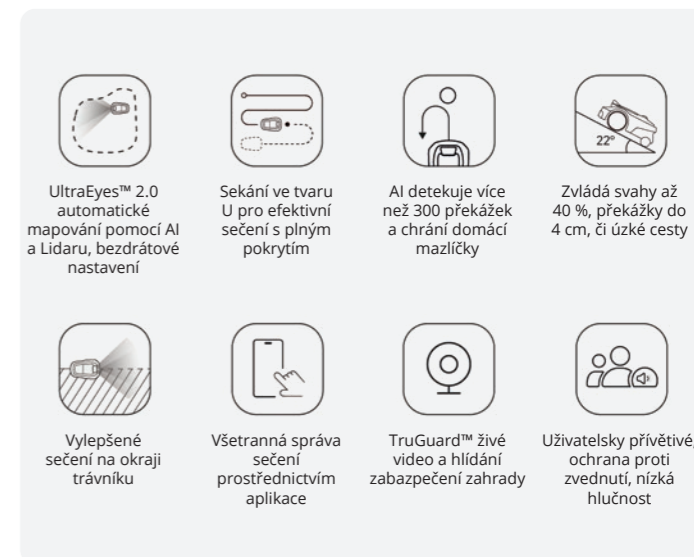 UltraEyes™ 2.0
automatické
mapování pomocí AI
a Lidaru, bezdrátové
nastavení
Sekání ve tvaru
U pro efektivní
sečení s plným
pokrytím
AI detekuje více
než 300 překážek
a chrání domácí
mazlíčky
22°
Zvládá svahy až
40 %, překážky do
4 cm, či úzké cesty
Vylepšené
sečení na okraji
trávníku
Všetranná správa
sečení
prostřednictvím
aplikace
TruGuard™ živé
video a hlídání
zabazpečení zahrady
Uživatelsky přívětivé,
ochrana proti
zvednutí, nízká
hlučnost